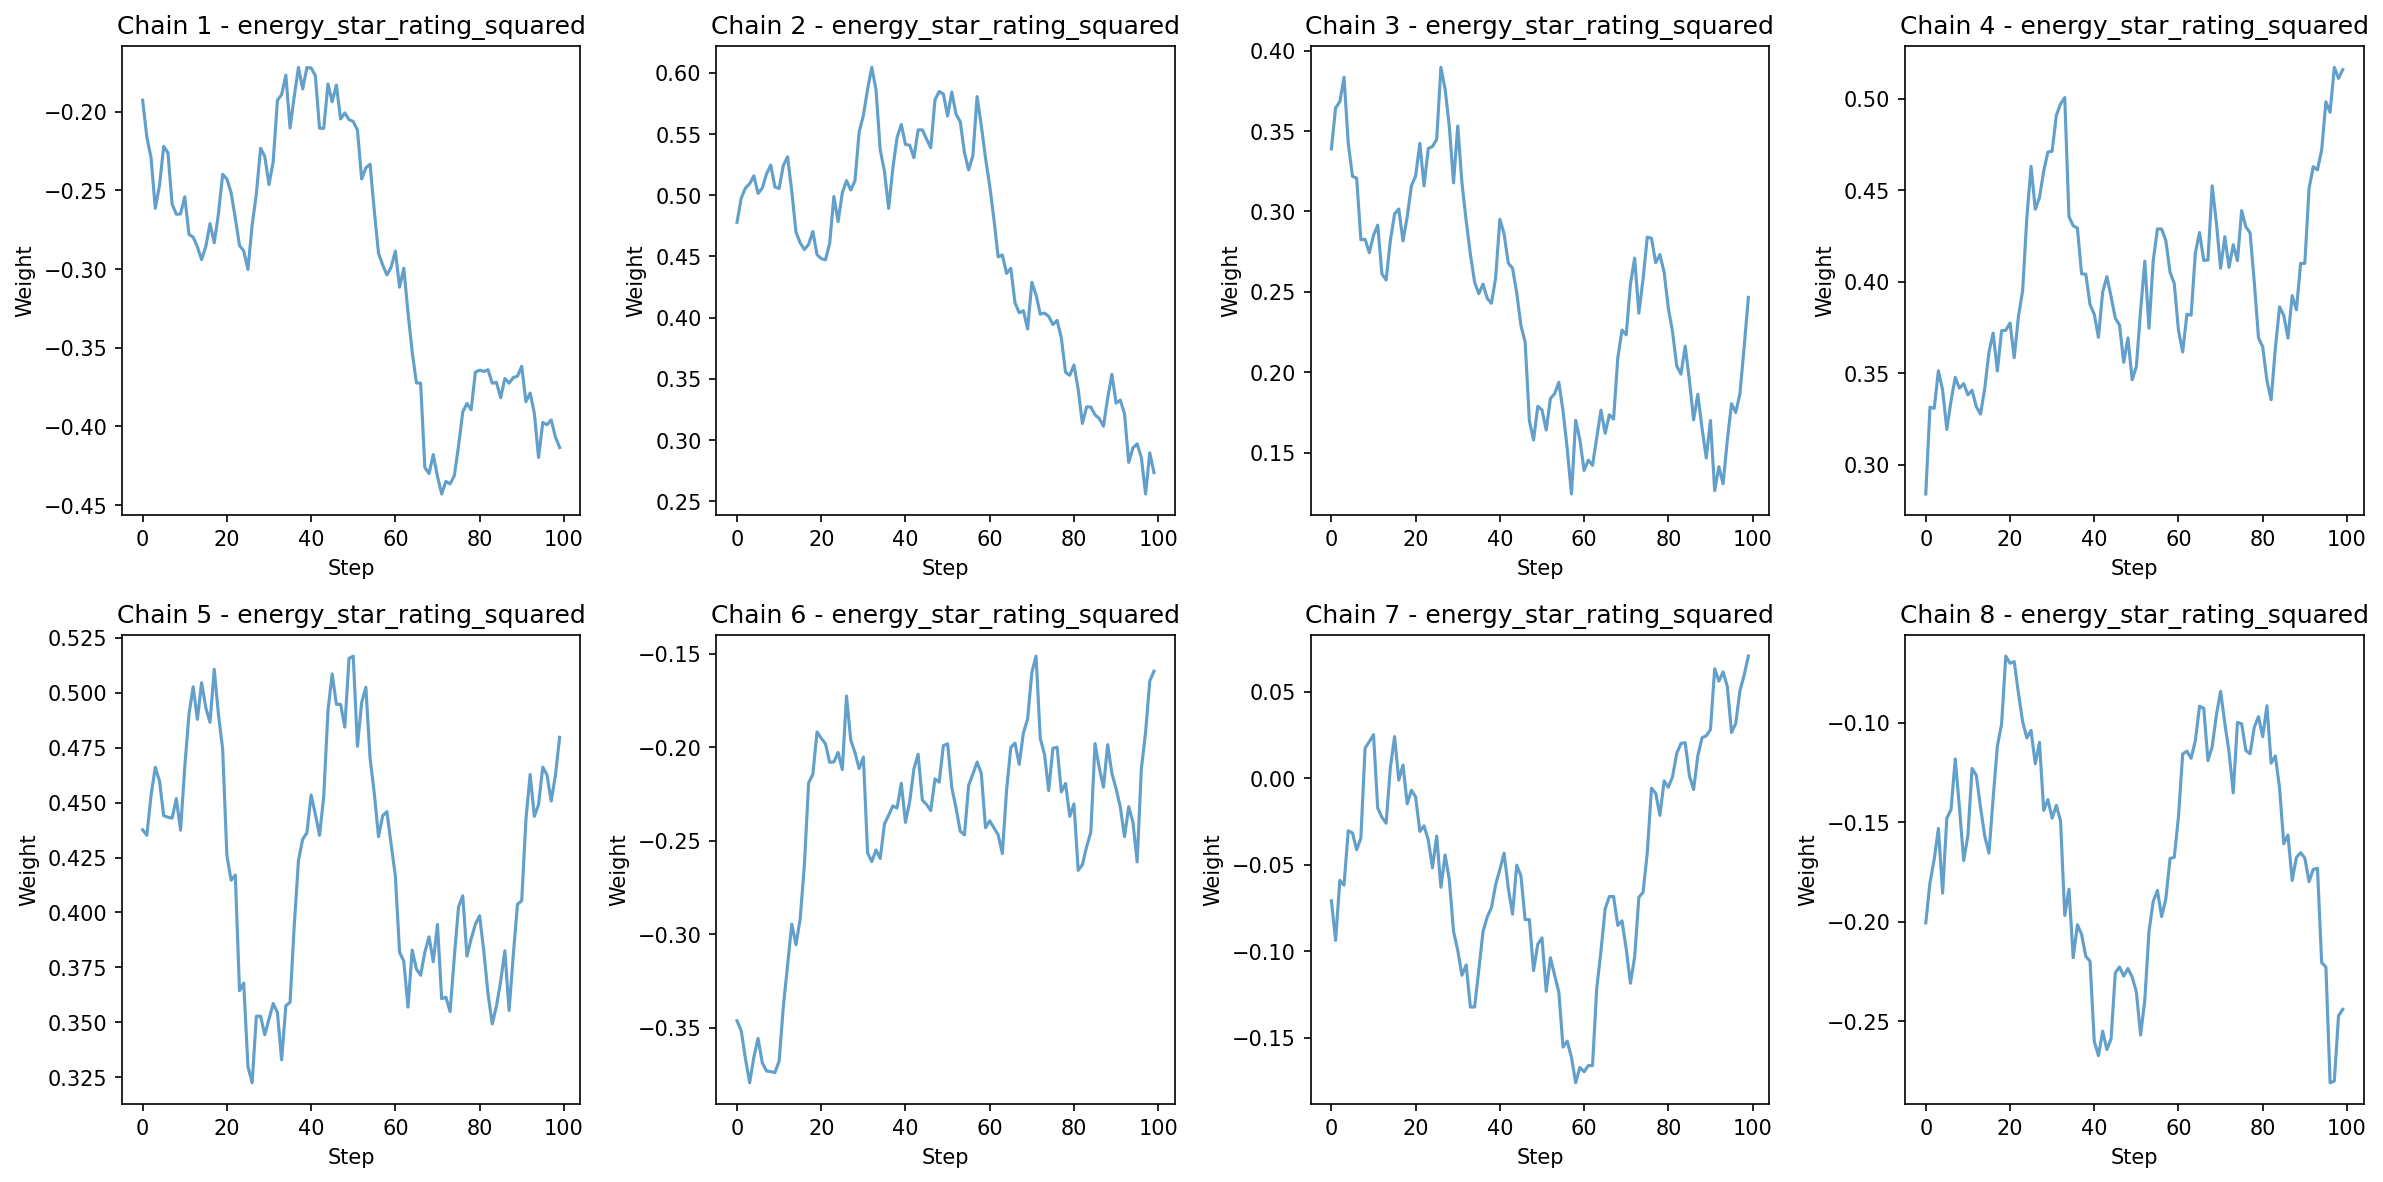 Chain 1 - energy_star_rating_squared
Chain 2 - energy_star_rating_squared
Chain 3 - energy_star_rating_squared
Chain 4 - energy_star_rating_squared
Weight
−0.20
−0.25
−0.30
−0.35
−0.40
−0.45
0 20 40 60 80 100
Step
Weight
0.60
0.55
0.50
0.45
0.40
0.35
0.30
0.25
0 20 40 60 80 100
Step
Weight
0.40
0.35
0.30
0.25
0.20
0.15
0 20 40 60 80 100
Step
Weight
0.50
0.45
0.40
0.35
0.30
0 20 40 60 80 100
Step
Chain 5 - energy_star_rating_squared
Chain 6 - energy_star_rating_squared
Chain 7 - energy_star_rating_squared
Chain 8 - energy_star_rating_squared
Weight
0.525
0.500
0.475
0.450
0.425
0.400
0.375
0.350
0.325
0 20 40 60 80 100
Step
Weight
−0.15
−0.20
−0.25
−0.30
−0.35
0 20 40 60 80 100
Step
Weight
0.05
0.00
−0.05
−0.10
−0.15
0 20 40 60 80 100
Step
Weight
−0.10
−0.15
−0.20
−0.25
0 20 40 60 80 100
Step